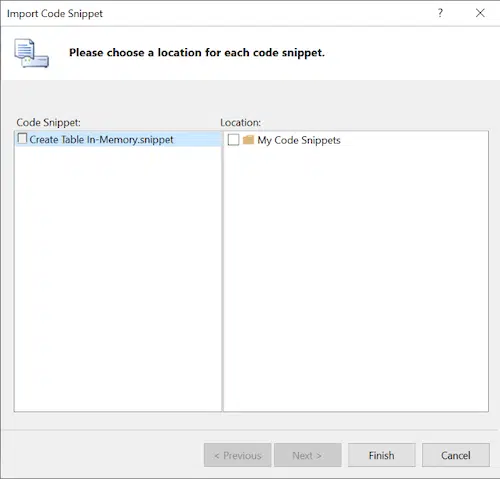 Import Code Snippet
?
Please choose a location for each code snippet.
Code Snippet:
Location:
Create Table In-Memory.snippet
My Code Snippets
< Previous
Next >
Finish
Cancel